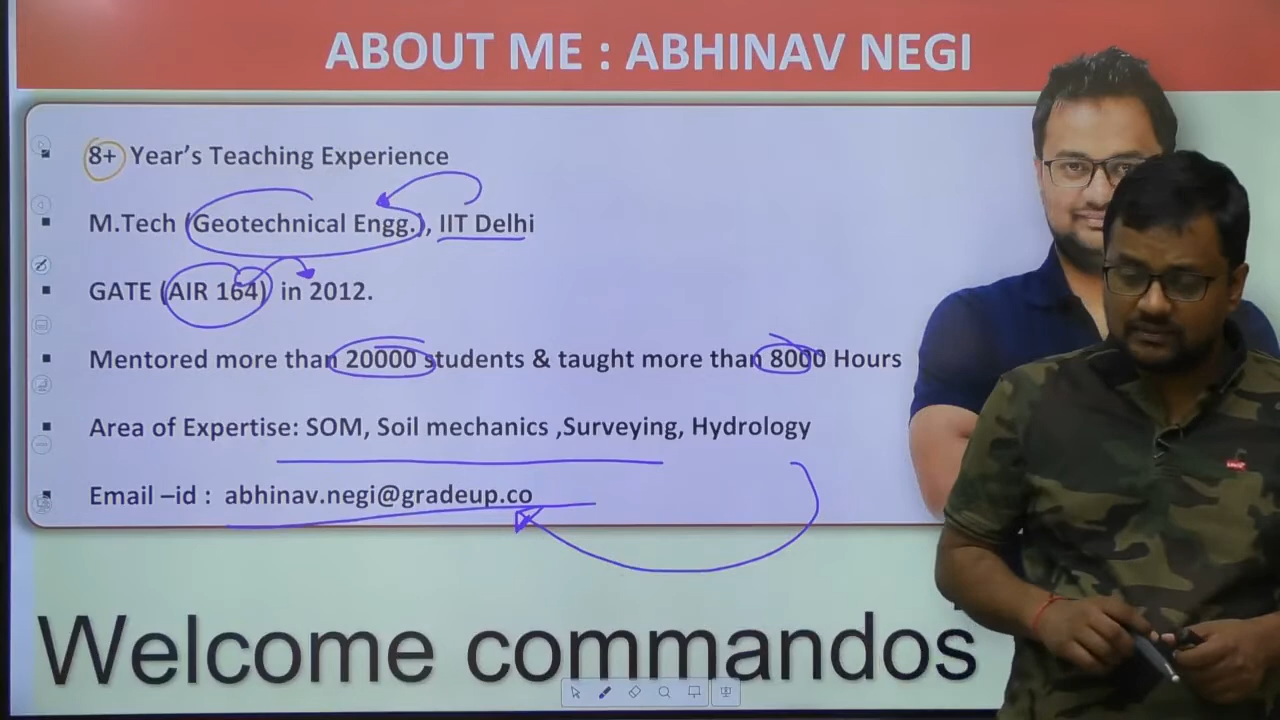 ABOUT ME : ABHINAV NEGI
8+ Year’s Teaching Experience
M.Tech (Geotechnical Engg.), IIT Delhi
GATE (AIR 164) in 2012.
Mentored more than 20000 students & taught more than 8000 Hours
Area of Expertise: SOM, Soil mechanics ,Surveying, Hydrology
Email –id : abhinav.negi@gradeup.co
Welcome commandos